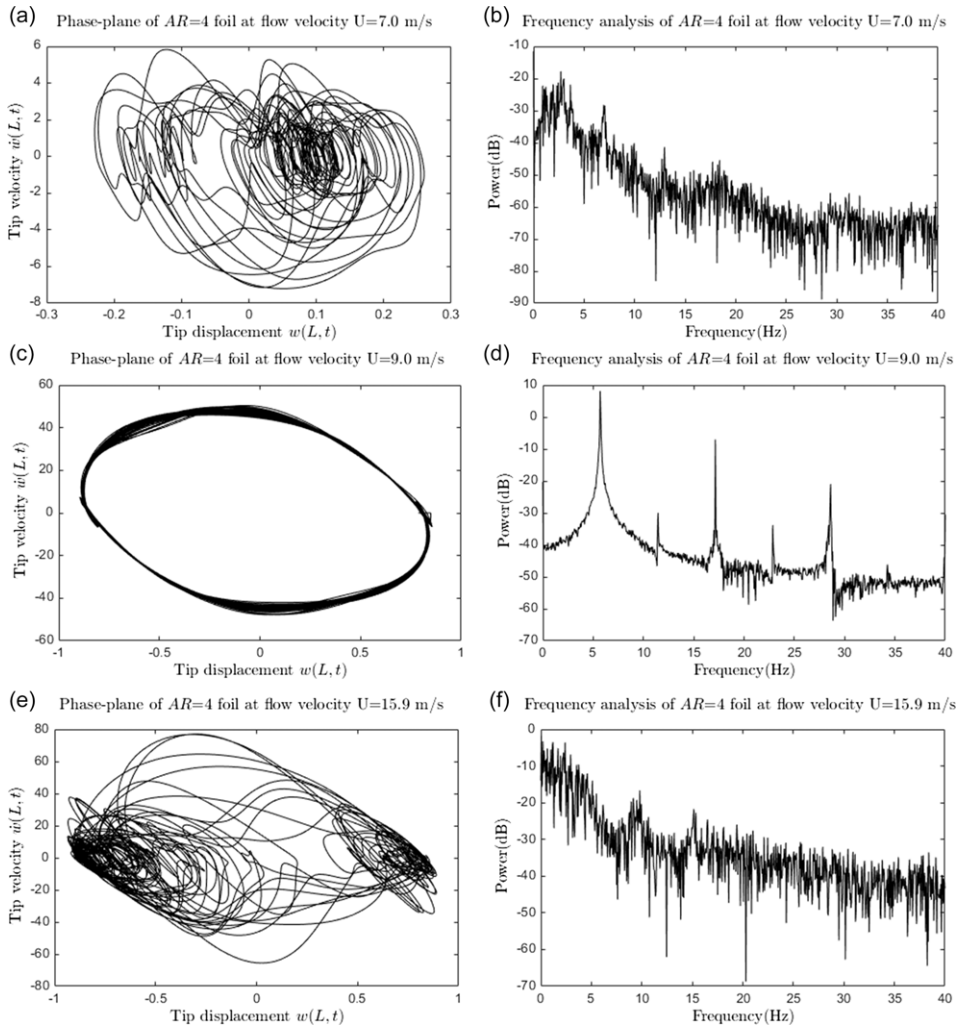 (a) Phase-plane of AR=4 foil at flow velocity U=7.0 m/s
Tip velocity ẇ(L, t)
6
4
2
0
-2
-4
-6
-8
-0.3 -0.2 -0.1 0 0.1 0.2 0.3
Tip displacement w(L, t)
(b) Frequency analysis of AR=4 foil at flow velocity U=7.0 m/s
Power(dB)
-10
-20
-30
-40
-50
-60
-70
-80
-90
0 5 10 15 20 25 30 35 40
Frequency(Hz)
(c) Phase-plane of AR=4 foil at flow velocity U=9.0 m/s
Tip velocity ẇ(L, t)
60
40
20
0
-20
-40
-60
-1 -0.5 0 0.5 1
Tip displacement w(L, t)
(d) Frequency analysis of AR=4 foil at flow velocity U=9.0 m/s
Power(dB)
10
0
-10
-20
-30
-40
-50
-60
-70
0 5 10 15 20 25 30 35 40
Frequency(Hz)
(e) Phase-plane of AR=4 foil at flow velocity U=15.9 m/s
Tip velocity ẇ(L, t)
80
60
40
20
0
-20
-40
-60
-80
-1 -0.5 0 0.5 1
Tip displacement w(L, t)
(f) Frequency analysis of AR=4 foil at flow velocity U=15.9 m/s
Power(dB)
0
-10
-20
-30
-40
-50
-60
-70
0 5 10 15 20 25 30 35 40
Frequency(Hz)